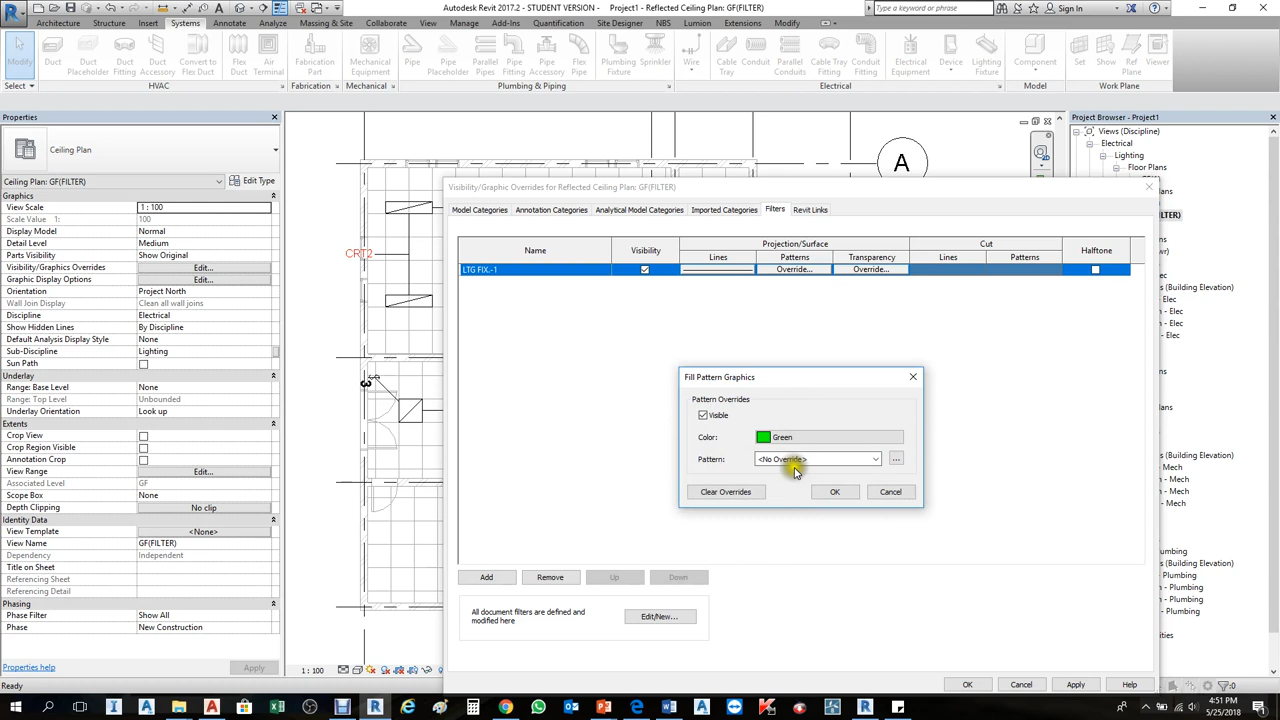 Autodesk Revit 2017.2 - STUDENT VERSION - Project1 - Reflected Ceiling Plan: GF(FILTER)
Type a keyword or phrase
Sign In
Architecture Structure Insert Systems Annotate Analyze Massing & Site Collaborate View Manage Add-Ins Quantification Site Designer NBS Lumion Extensions Modify
Modify
Duct
Duct Placeholder
Duct Fitting
Duct Accessory
Convert to Flex Duct
Flex Duct
Air Terminal
Fabrication Part
Mechanical Equipment
Pipe
Pipe Placeholder
Parallel Pipes
Pipe Fitting
Pipe Accessory
Flex Pipe
Plumbing Fixture
Sprinkler
Wire
Cable Tray
Conduit
Parallel Conduits
Cable Tray Fitting
Conduit Fitting
Electrical Equipment
Device
Lighting Fixture
Component
Set
Show
Ref Plane
Viewer
Select HVAC Fabrication Mechanical Plumbing & Piping Electrical Model Work Plane
Properties
Ceiling Plan
Ceiling Plan: GF(FILTER) Edit Type
Graphics
View Scale 1 : 100
Scale Value 1: 100
Display Model Normal
Detail Level Medium
Parts Visibility Show Original
Visibility/Graphic Overrides Edit...
Graphic Display Options Edit...
Orientation Project North
Wall Join Display Clean all wall joins
Discipline Electrical
Show Hidden Lines By Discipline
Default Analysis Display Style None
Sub-Discipline Lighting
Sun Path
Underlay
Range: Base Level None
Range: Top Level Unbounded
Underlay Orientation Look up
Extents
Crop View
Crop Region Visible
Annotation Crop
View Range Edit...
Associated Level GF
Scope Box None
Depth Clipping No clip
Identity Data
View Template <None>
View Name GF(FILTER)
Dependency Independent
Title on Sheet
Referencing Sheet
Referencing Detail
Phasing
Phase Filter Show All
Phase New Construction
Properties help Apply
CRT2
3
A
1 : 100
Visibility/Graphic Overrides for Reflected Ceiling Plan: GF(FILTER)
Model Categories Annotation Categories Analytical Model Categories Imported Categories Filters Revit Links
Name Visibility Projection/Surface Cut Halftone
Lines Patterns Transparency Lines Patterns
LTG FIX.-1 Override... Override...
Fill Pattern Graphics
Pattern Overrides
Visible
Color: Green
Pattern: <No Override> ...
Clear Overrides OK Cancel
Add Remove Up Down
All document filters are defined and
modified here
Edit/New...
OK Cancel Apply Help
Project Browser - Project1
Views (Discipline)
Electrical
Lighting
Floor Plans
Plans
(Building Elevation)
- Elec
- Elec
- Elec
- Elec
(Building Elevation)
- Mech
- Mech
- Mech
- Mech
- Plumbing
- Plumbing
- Plumbing
- Plumbing
Ready
:0
4:51 PM
5/25/2018